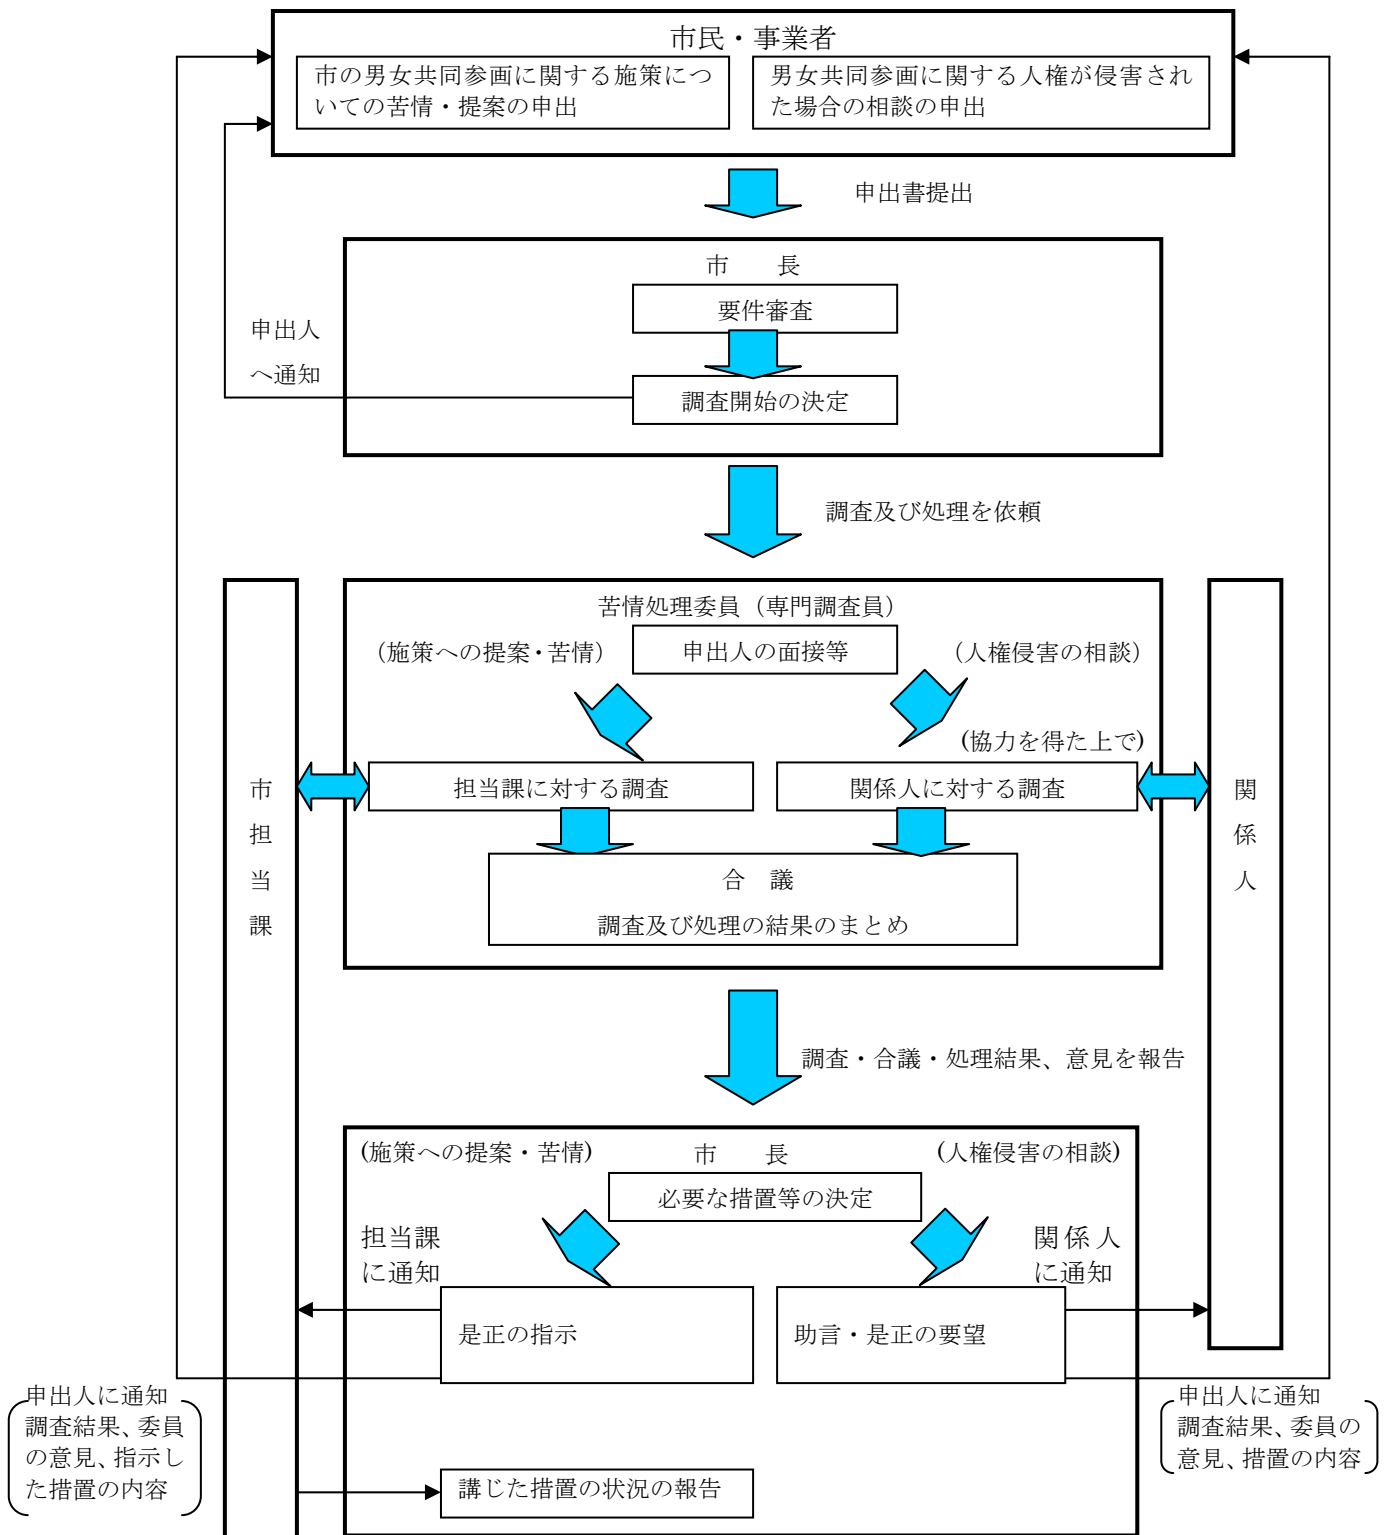 市民・事業者
市の男女共同参画に関する施策につ
いての苦情・提案の申出
男女共同参画に関する人権が侵害され
た場合の相談の申出
申出書提出
市　　長
要件審査
申出人
へ通知
調査開始の決定
調査及び処理を依頼
苦情処理委員（専門調査員）
（施策への提案・苦情）
申出人の面接等
（人権侵害の相談）
(協力を得た上で)
市
担
当
課
担当課に対する調査
関係人に対する調査
関
係
人
合　議
調査及び処理の結果のまとめ
調査・合議・処理結果、意見を報告
(施策への提案・苦情)
市　　長
(人権侵害の相談)
必要な措置等の決定
担当課
に通知
関係人
に通知
是正の指示
助言・是正の要望
申出人に通知
調査結果、委員
の意見、指示し
た措置の内容
申出人に通知
調査結果、委員の
意見、措置の内容
講じた措置の状況の報告